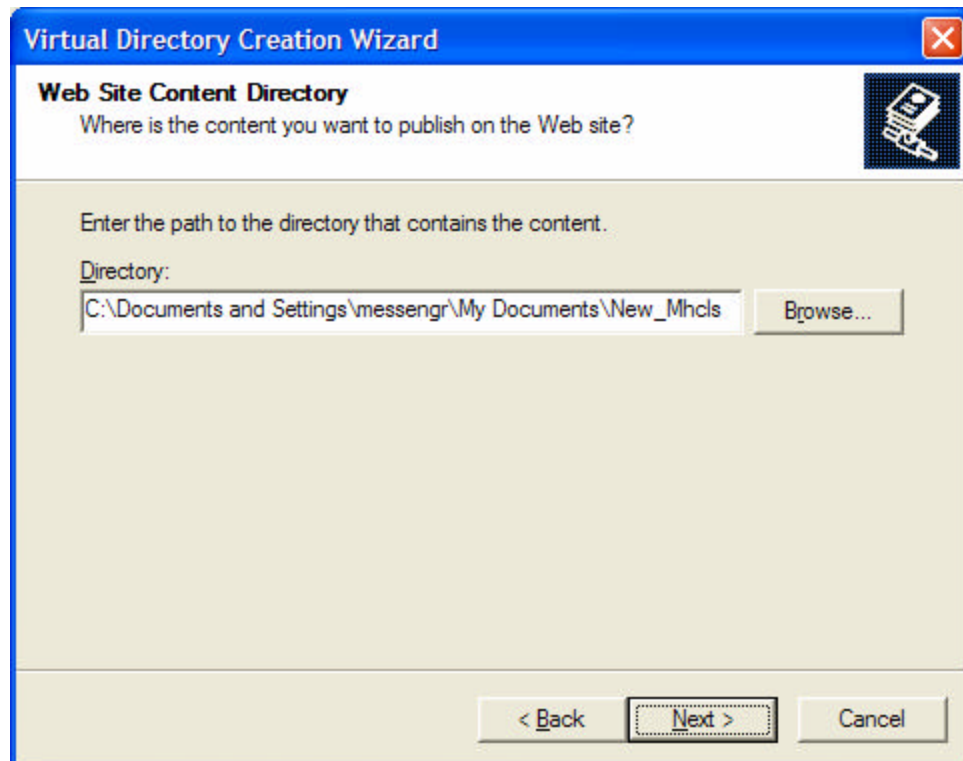 Virtual Directory Creation Wizard
Web Site Content Directory
Where is the content you want to publish on the Web site?
Enter the path to the directory that contains the content.
Directory:
C:\Documents and Settings\messengr\My Documents\New_Mhcls
Browse...
< Back
Next >
Cancel